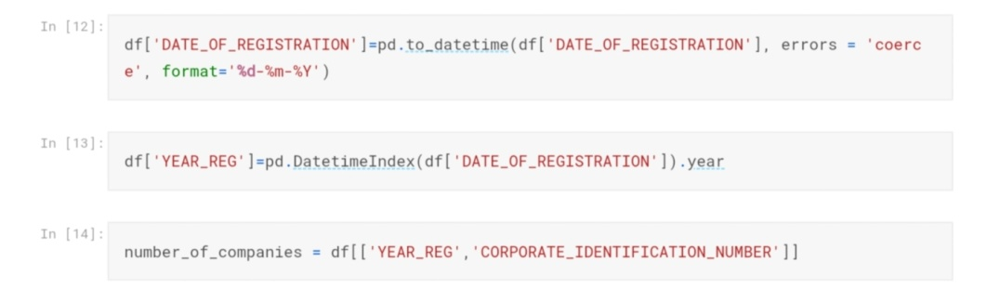 In [12]:
df['DATE_OF_REGISTRATION']=pd.to_datetime(df['DATE_OF_REGISTRATION'], errors = 'coerc
e', format='%d-%m-%Y')
In [13]:
df['YEAR_REG']=pd.DatetimeIndex(df['DATE_OF_REGISTRATION']).year
In [14]:
number_of_companies = df[['YEAR_REG','CORPORATE_IDENTIFICATION_NUMBER']]